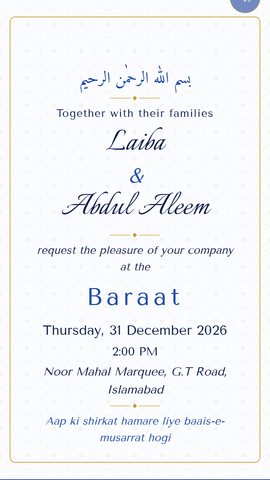 بسم الله الرحمٰن الرحيم
Together with their families
Laiba
&
Abdul Aleem
request the pleasure of your company
at the
Baraat
Thursday, 31 December 2026
2:00 PM
Noor Mahal Marquee, G.T Road,
Islamabad
Aap ki shirkat hamare liye baais-e-
musarrat hogi